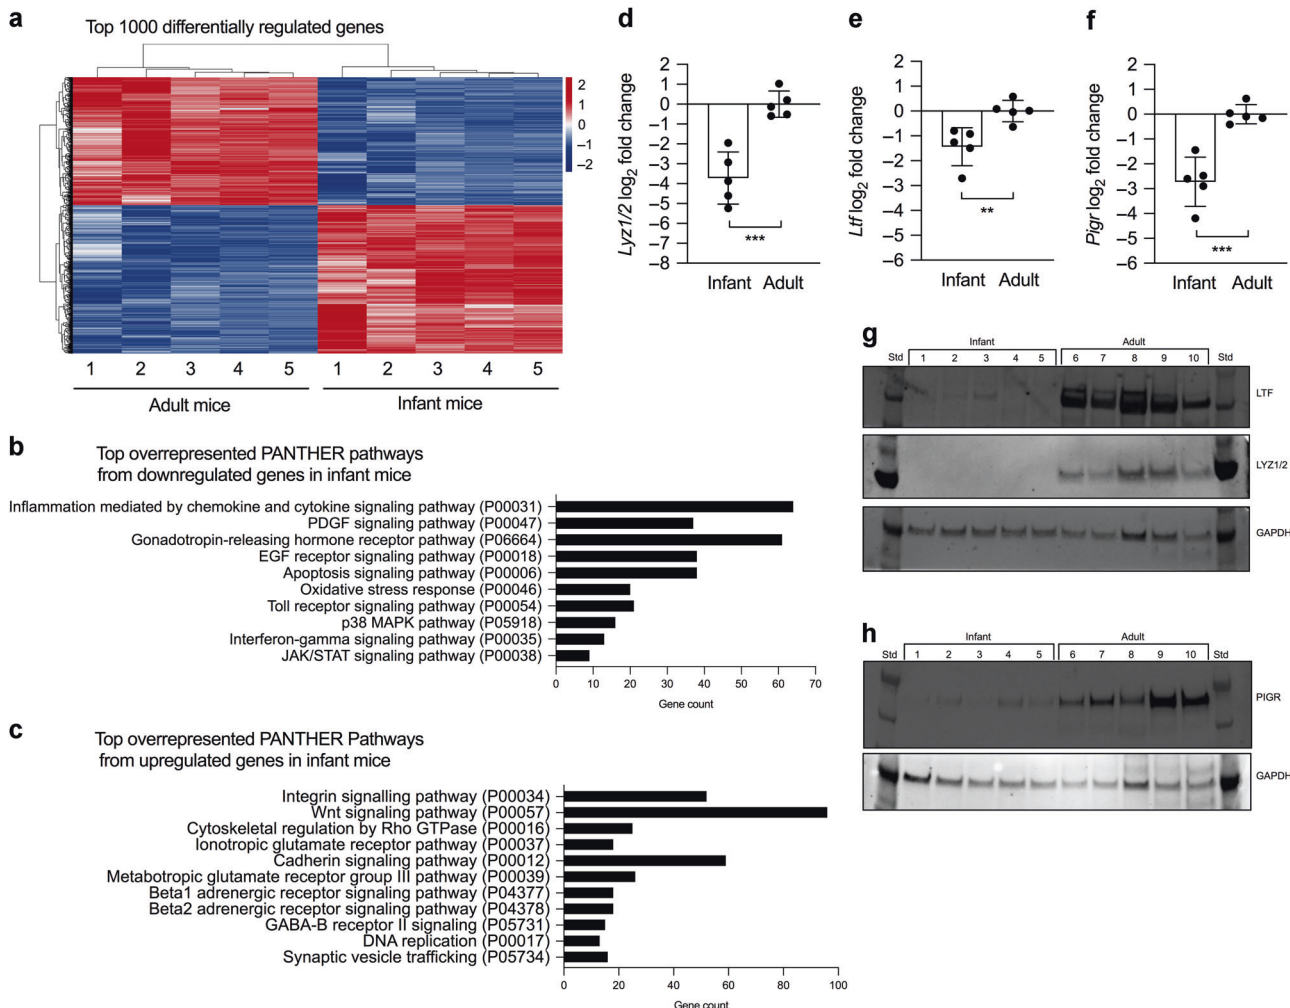 a
Top 1000 differentially regulated genes
2
1
0
−1
−2
1 2 3 4 5 1 2 3 4 5
Adult mice Infant mice
b
Top overrepresented PANTHER pathways
from downregulated genes in infant mice
Inflammation mediated by chemokine and cytokine signaling pathway (P00031)
PDGF signaling pathway (P00047)
Gonadotropin-releasing hormone receptor pathway (P06664)
EGF receptor signaling pathway (P00018)
Apoptosis signaling pathway (P00006)
Oxidative stress response (P00046)
Toll receptor signaling pathway (P00054)
p38 MAPK pathway (P05918)
Interferon-gamma signaling pathway (P00035)
JAK/STAT signaling pathway (P00038)
0 10 20 30 40 50 60 70
Gene count
c
Top overrepresented PANTHER Pathways
from upregulated genes in infant mice
Integrin signalling pathway (P00034)
Wnt signaling pathway (P00057)
Cytoskeletal regulation by Rho GTPase (P00016)
Ionotropic glutamate receptor pathway (P00037)
Cadherin signaling pathway (P00012)
Metabotropic glutamate receptor group III pathway (P00039)
Beta1 adrenergic receptor signaling pathway (P04377)
Beta2 adrenergic receptor signaling pathway (P04378)
GABA-B receptor II signaling (P05731)
DNA replication (P00017)
Synaptic vesicle trafficking (P05734)
0 20 40 60 80 100
Gene count
d
Lyz1/2 log2 fold change
2
1
0
−1
−2
−3
−4
−5
−6
−7
−8
***
Infant Adult
e
Ltf log2 fold change
2
1
0
−1
−2
−3
−4
−5
−6
**
Infant Adult
f
Pigr log2 fold change
2
1
0
−1
−2
−3
−4
−5
−6
***
Infant Adult
g
Infant Adult
Std 1 2 3 4 5 6 7 8 9 10 Std
LTF
LYZ1/2
GAPDH
h
Infant Adult
Std 1 2 3 4 5 6 7 8 9 10 Std
PIGR
GAPDH